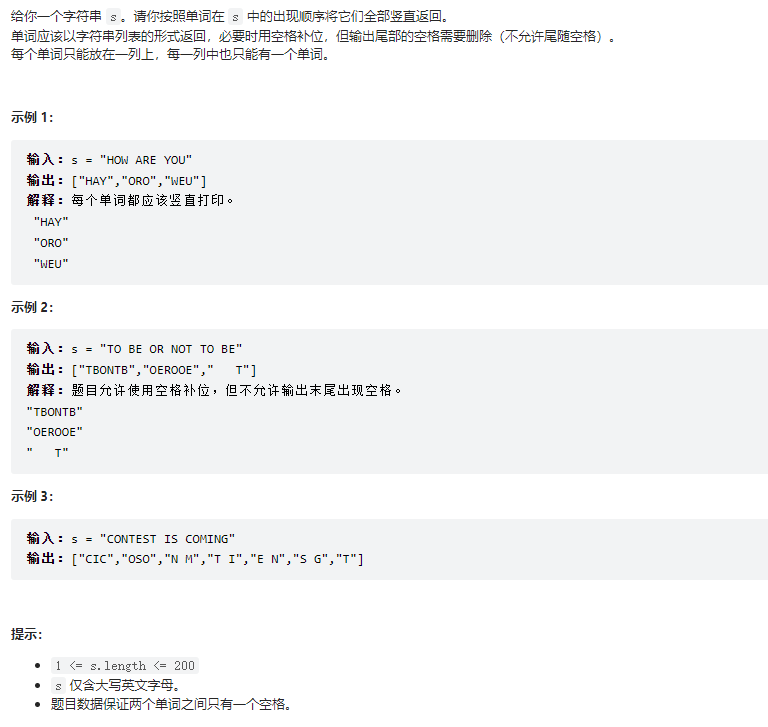 给你一个字符串 s。请你按照单词在 s 中的出现顺序将它们全部竖直返回。
单词应该以字符串列表的形式返回，必要时用空格补位，但输出尾部的空格需要删除（不允许尾随空格）。
每个单词只能放在一列上，每一列中也只能有一个单词。
示例 1：
输入：s = "HOW ARE YOU"
输出：["HAY","ORO","WEU"]
解释：每个单词都应该竖直打印。
"HAY"
"ORO"
"WEU"
示例 2：
输入：s = "TO BE OR NOT TO BE"
输出：["TBONTB","OEROOE","   T"]
解释：题目允许使用空格补位，但不允许输出末尾出现空格。
"TBONTB"
"OEROOE"
"   T"
示例 3：
输入：s = "CONTEST IS COMING"
输出：["CIC","OSO","N M","T I","E N","S G","T"]
提示：
1 <= s.length <= 200
s 仅含大写英文字母。
题目数据保证两个单词之间只有一个空格。